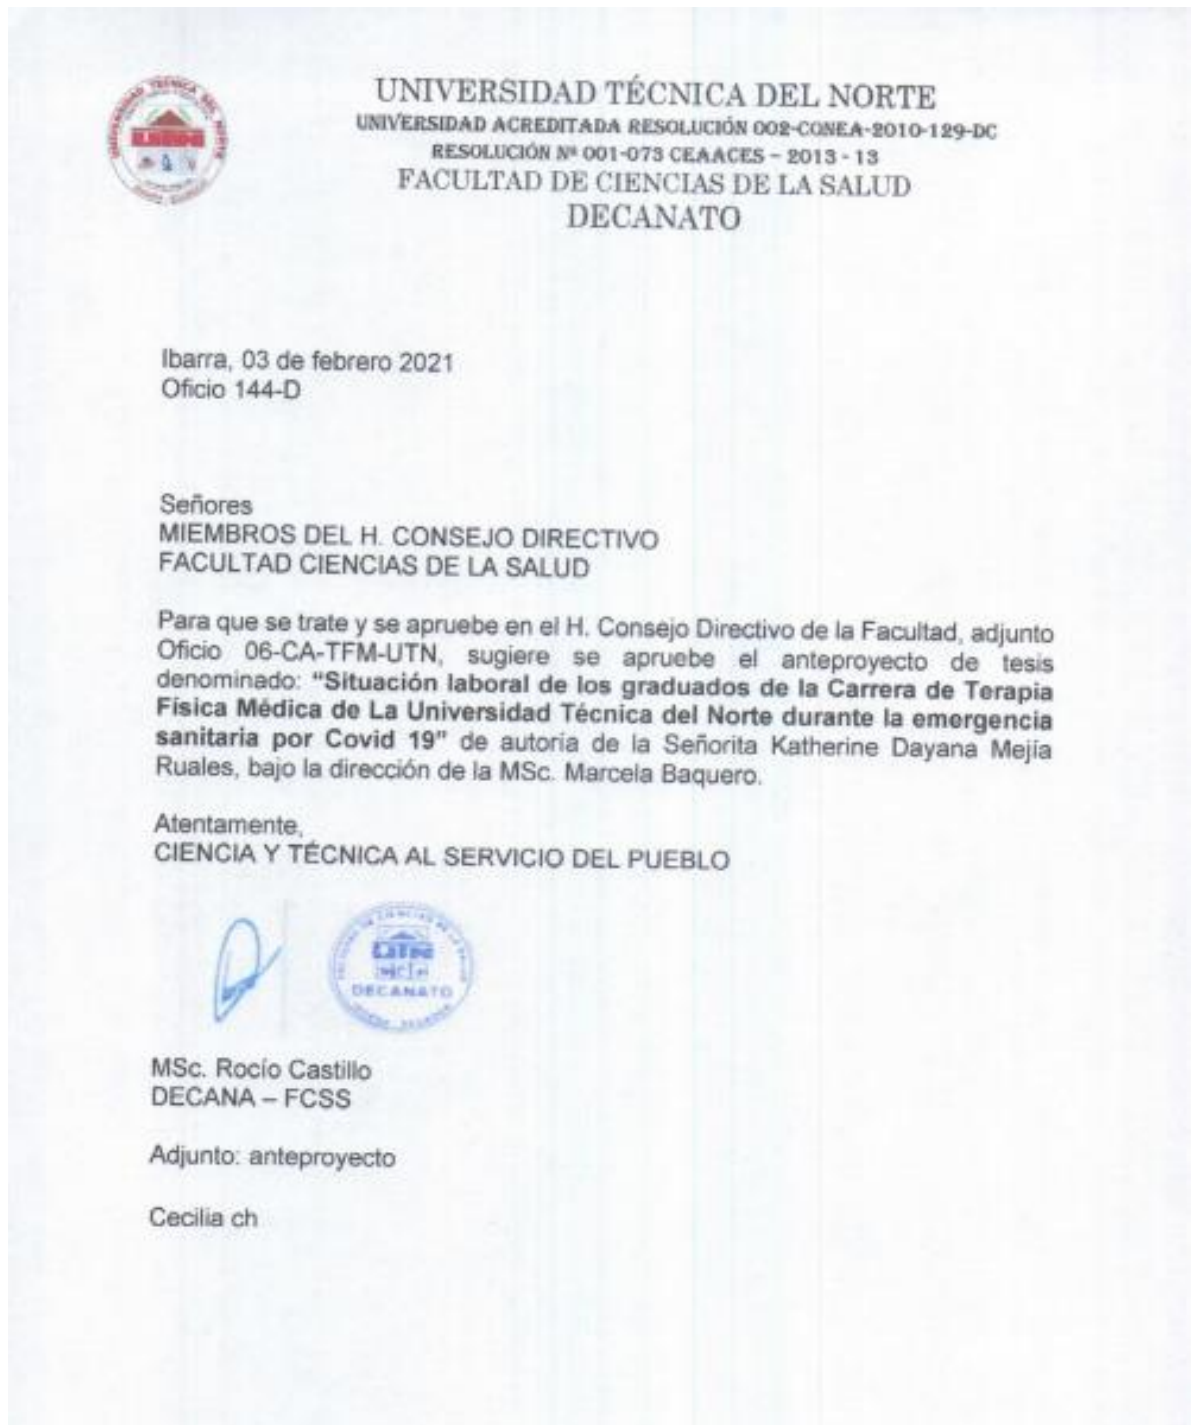 UNIVERSIDAD TÉCNICA DEL NORTE
UNIVERSIDAD ACREDITADA RESOLUCIÓN 002-CONEA-2010-129-DC
RESOLUCIÓN Nº 001-073 CEAACES – 2013 - 13
FACULTAD DE CIENCIAS DE LA SALUD
DECANATO
UNIVERSIDAD TECNICA DEL NORTE
Ibarra, 03 de febrero 2021
Oficio 144-D
Señores
MIEMBROS DEL H. CONSEJO DIRECTIVO
FACULTAD CIENCIAS DE LA SALUD
Para que se trate y se apruebe en el H. Consejo Directivo de la Facultad, adjunto
Oficio 06-CA-TFM-UTN, sugiere se apruebe el anteproyecto de tesis
denominado: “Situación laboral de los graduados de la Carrera de Terapia
Física Médica de La Universidad Técnica del Norte durante la emergencia
sanitaria por Covid 19” de autoría de la Señorita Katherine Dayana Mejía
Ruales, bajo la dirección de la MSc. Marcela Baquero.
Atentamente,
CIENCIA Y TÉCNICA AL SERVICIO DEL PUEBLO
UTN
DECANATO
MSc. Rocío Castillo
DECANA – FCSS
Adjunto: anteproyecto
Cecilia ch